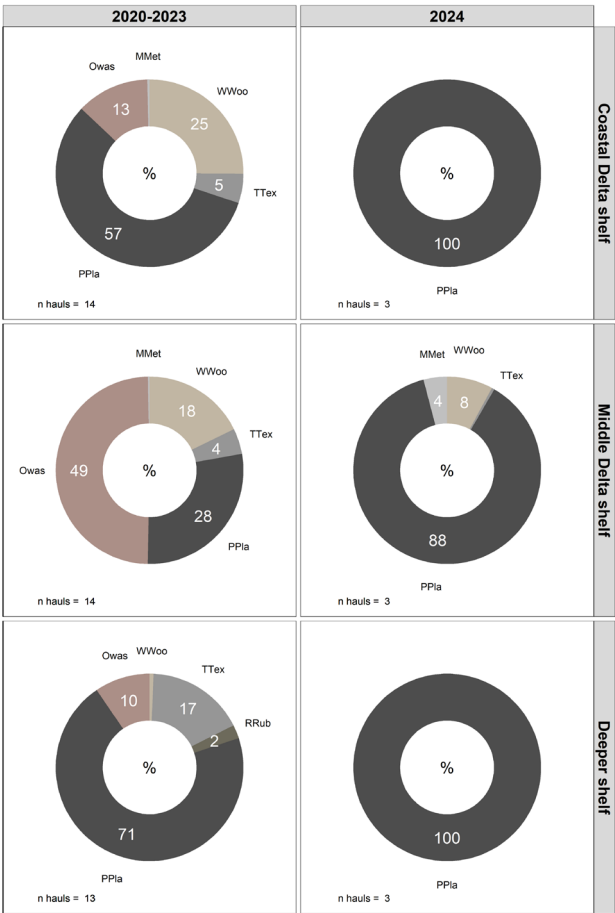 2020-2023
2024
Coastal Delta shelf
MMet
Owas
WWoo
13
25
%
5
TTex
57
PPla
n hauls = 14
%
100
PPla
n hauls = 3
Middle Delta shelf
MMet
WWoo
18
TTex
4
Owas
49
%
28
PPla
n hauls = 14
MMet
WWoo
TTex
4
8
%
88
PPla
n hauls = 3
Deeper shelf
Owas
WWoo
TTex
10
17
RRub
2
%
71
PPla
n hauls = 13
%
100
PPla
n hauls = 3